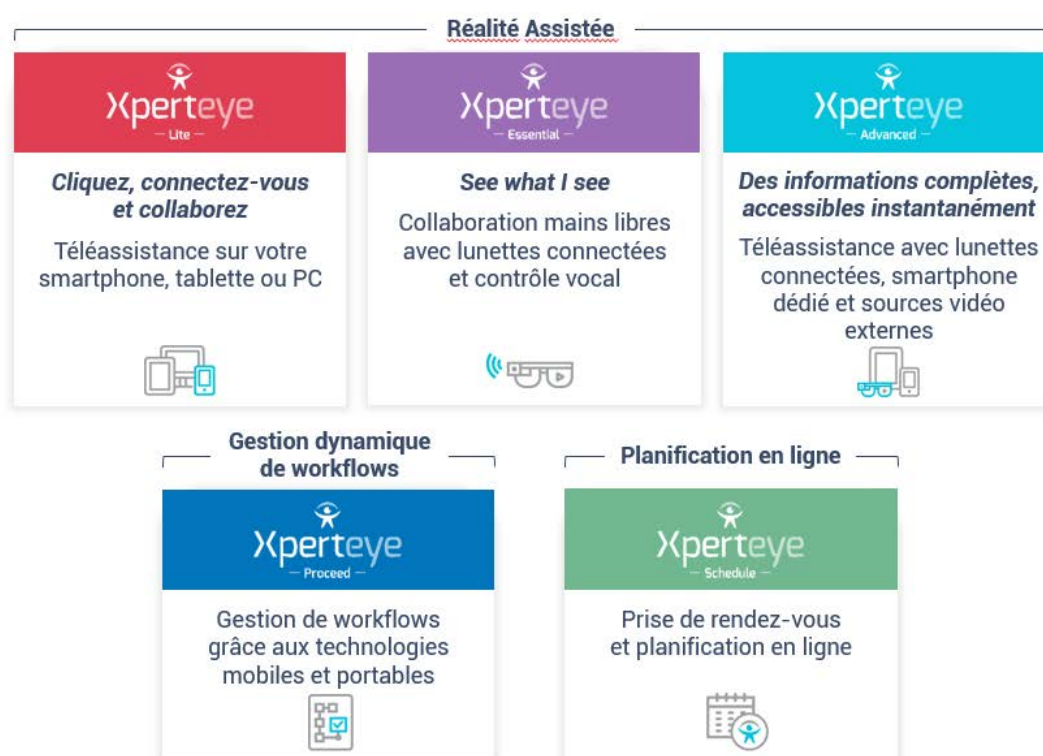 Réalité Assistée
Xperteye
— Lite —
Cliquez, connectez-vous
et collaborez
Téléassistance sur votre
smartphone, tablette ou PC
Xperteye
— Essential —
See what I see
Collaboration mains libres
avec lunettes connectées
et contrôle vocal
Xperteye
— Advanced —
Des informations complètes,
accessibles instantanément
Téléassistance avec lunettes
connectées, smartphone
dédié et sources vidéo
externes
Gestion dynamique
de workflows
Xperteye
— Proceed —
Gestion de workflows
grâce aux technologies
mobiles et portables
Planification en ligne
Xperteye
— Schedule —
Prise de rendez-vous
et planification en ligne